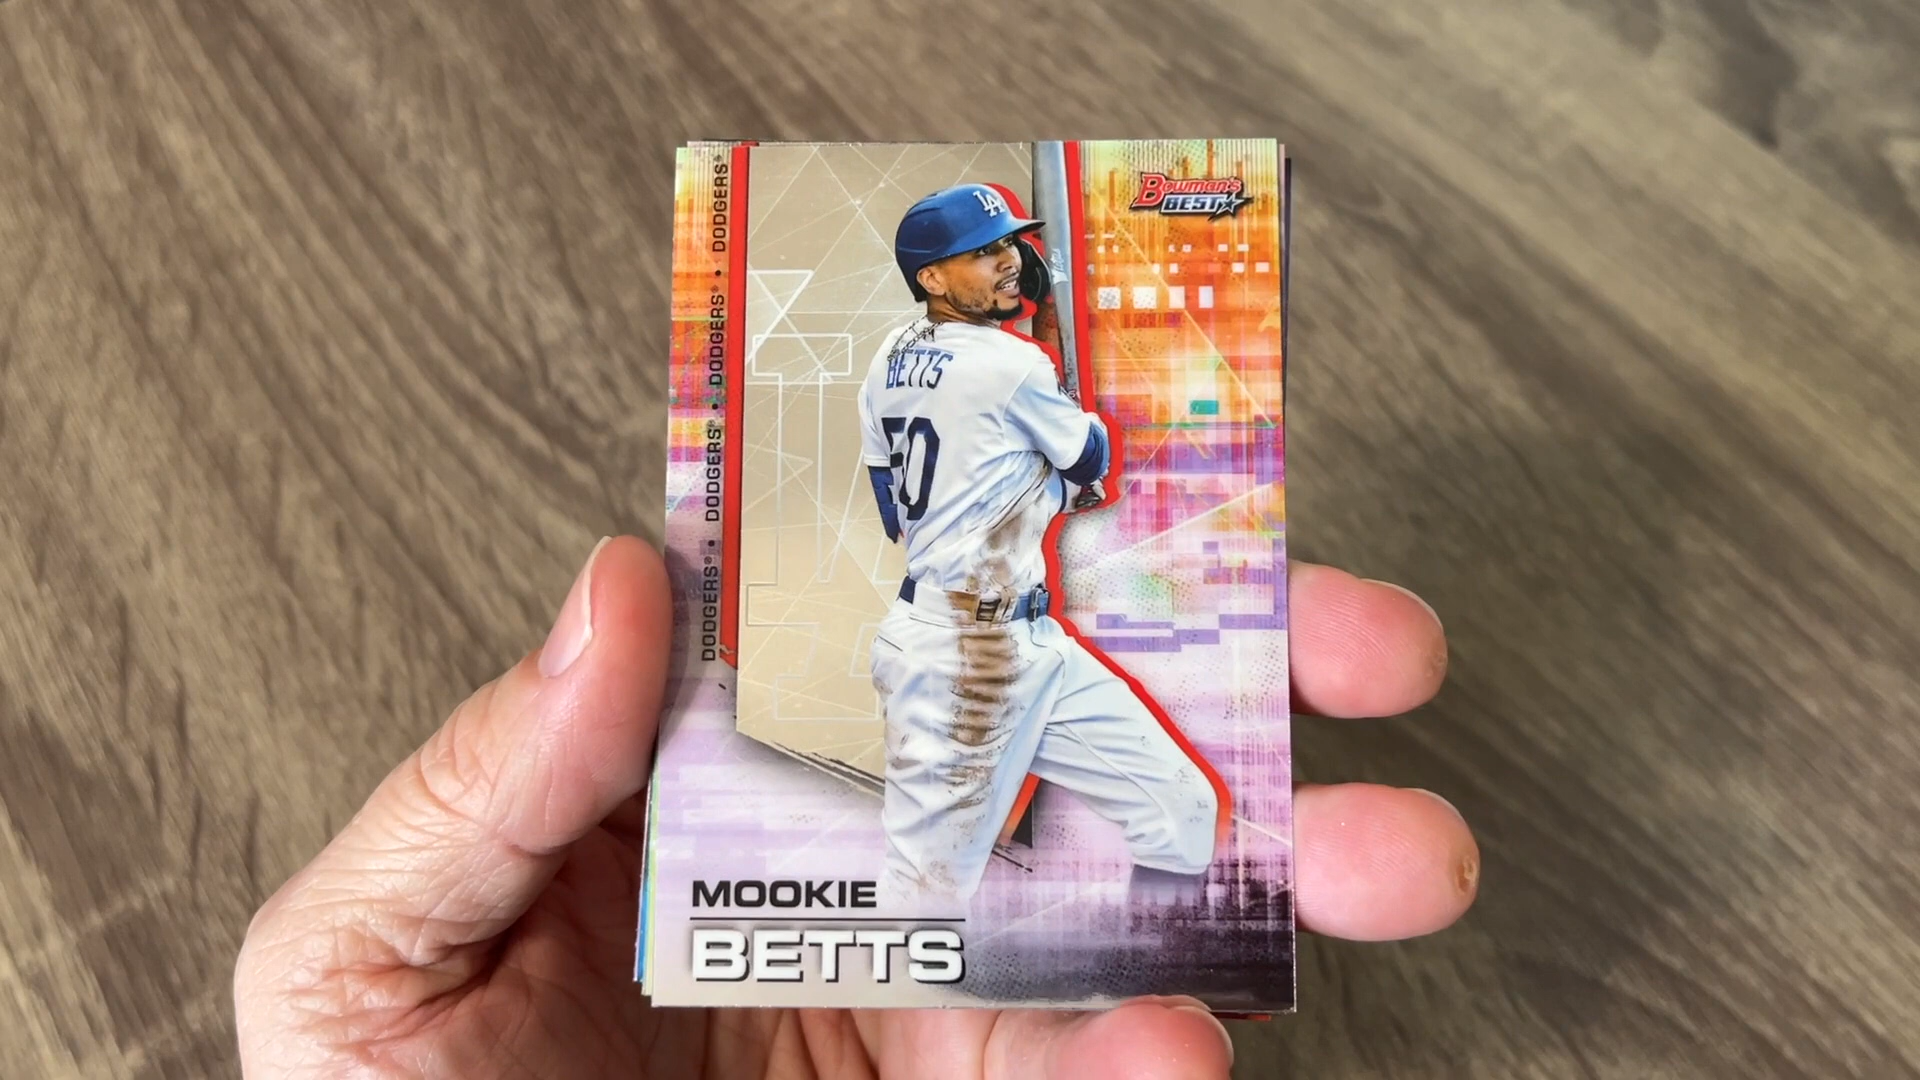 DODGERS® • DODGERS® • DODGERS® • DODGERS®
Bowman's
BEST
LA
BETTS
50
MOOKIE
BETTS